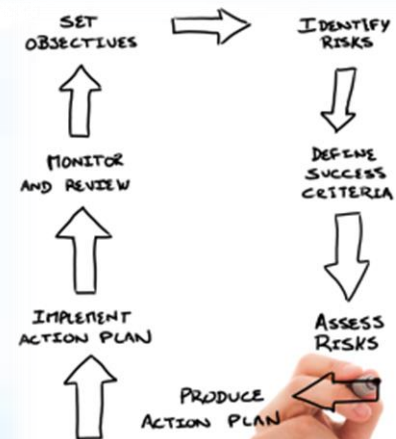 SET
OBJECTIVES
IDENTIFY
RISKS
DEFINE
SUCCESS
CRITERIA
ASSESS
RISKS
PRODUCE
ACTION PLAN
IMPLEMENT
ACTION PLAN
MONITOR
AND REVIEW